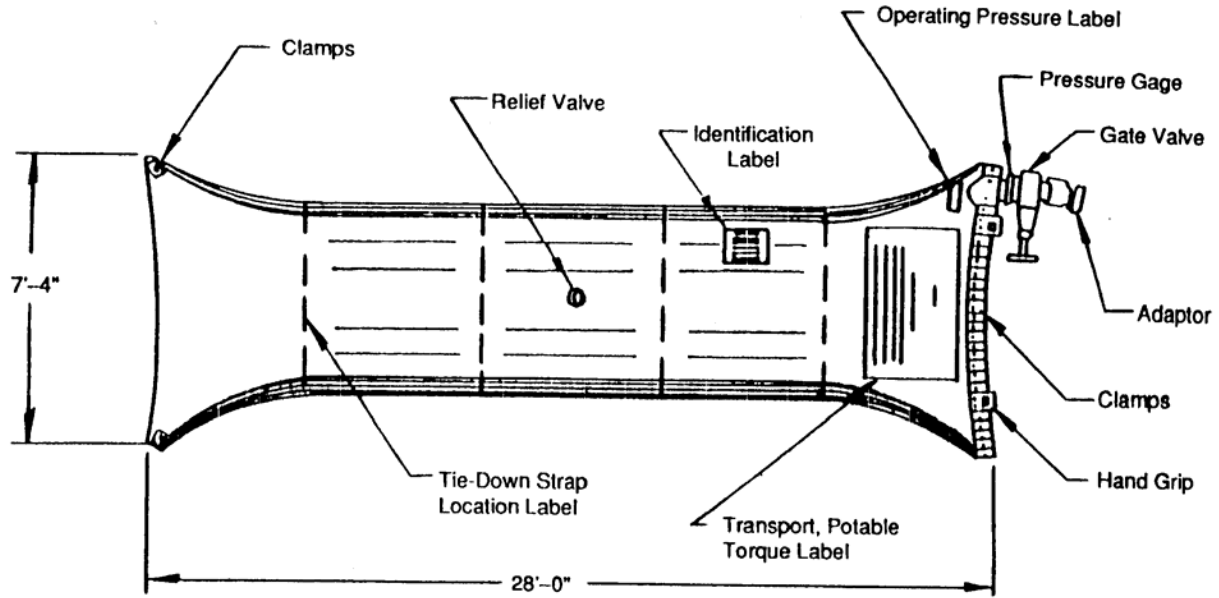 Operating Pressure Label
Clamps
Pressure Gage
Relief Valve
Gate Valve
Identification
Label
7'–4"
Adaptor
Clamps
Tie-Down Strap
Location Label
Hand Grip
Transport, Potable
Torque Label
28'–0"